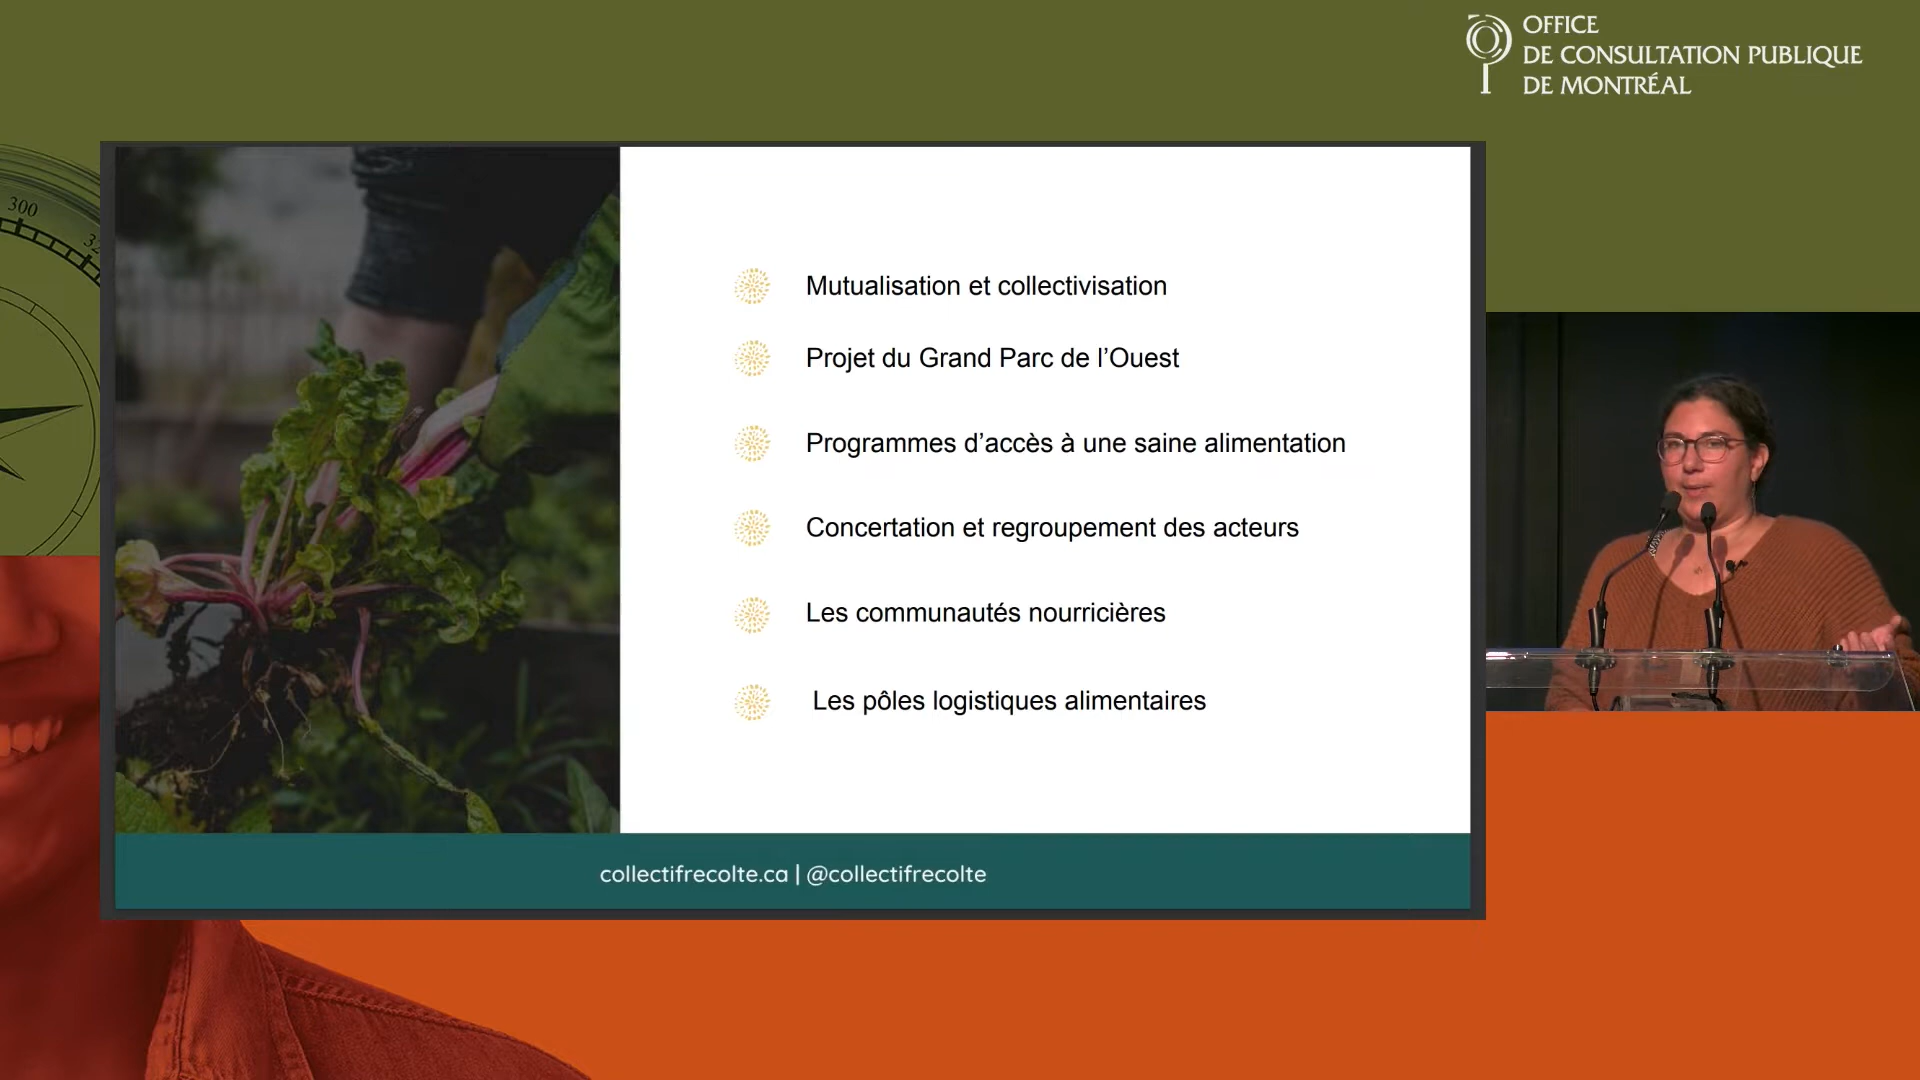 OFFICE
DE CONSULTATION PUBLIQUE
DE MONTRÉAL
300
32
Mutualisation et collectivisation
Projet du Grand Parc de l’Ouest
Programmes d’accès à une saine alimentation
Concertation et regroupement des acteurs
Les communautés nourricières
Les pôles logistiques alimentaires
collectifrecolte.ca | @collectifrecolte